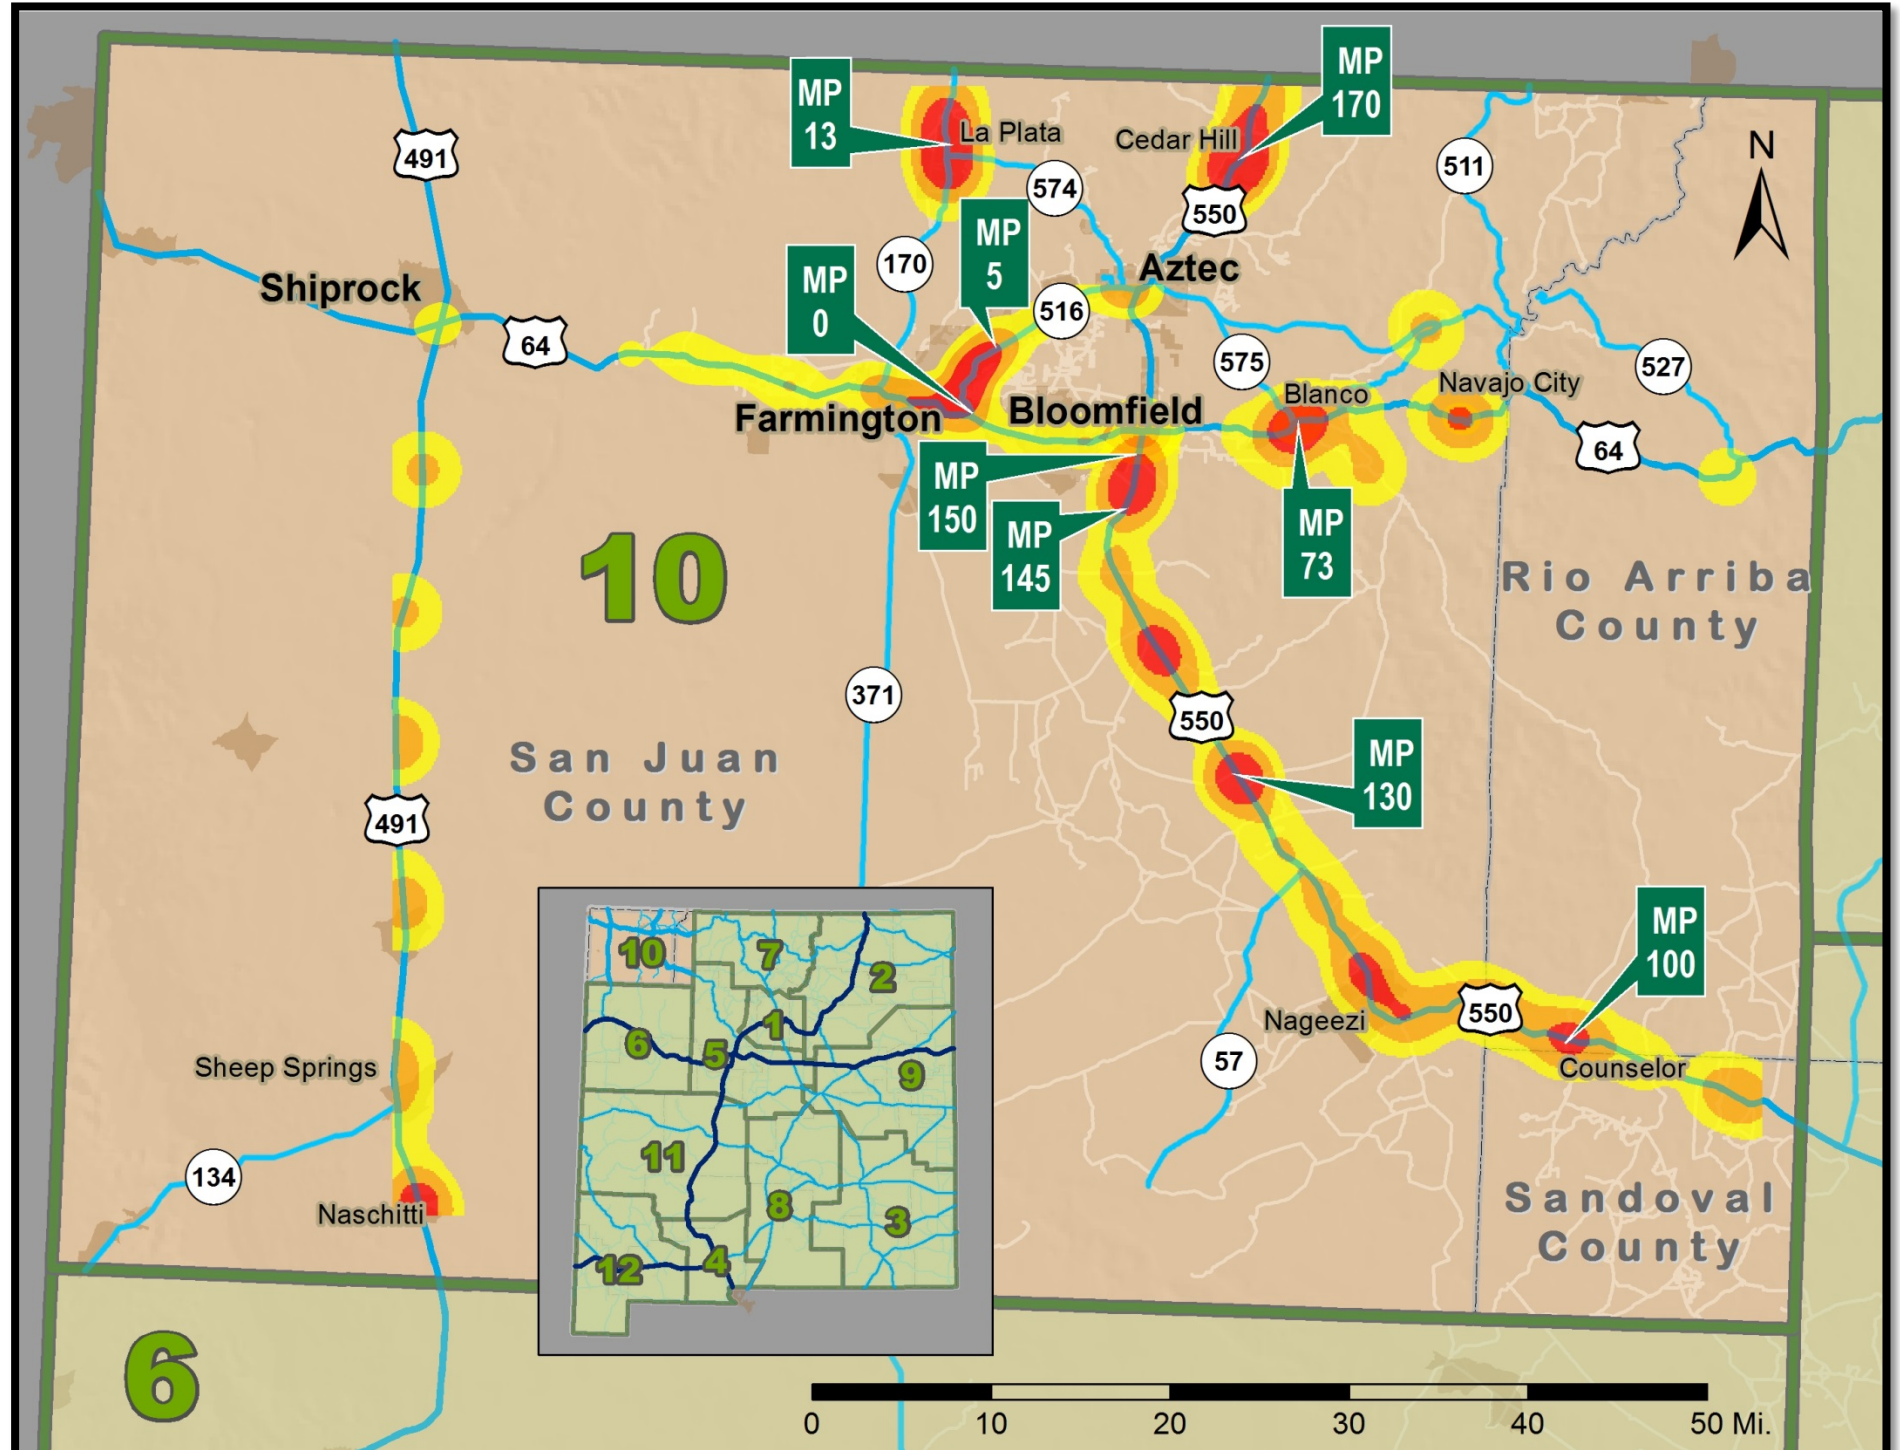 MP
170
MP
13
La Plata
Cedar Hill
N
491
574
511
550
MP
5
170
MP
0
Aztec
Shiprock
516
64
575
527
Blanco
Navajo City
Farmington
Bloomfield
64
MP
150
MP
145
MP
73
10
Rio Arriba
County
371
550
San Juan
County
MP
130
491
MP
100
10
7
2
1
6
5
9
11
8
3
12
4
Nageezi
550
57
Counselor
Sheep Springs
134
Naschitti
Sandoval
County
6
0 10 20 30 40 50 Mi.